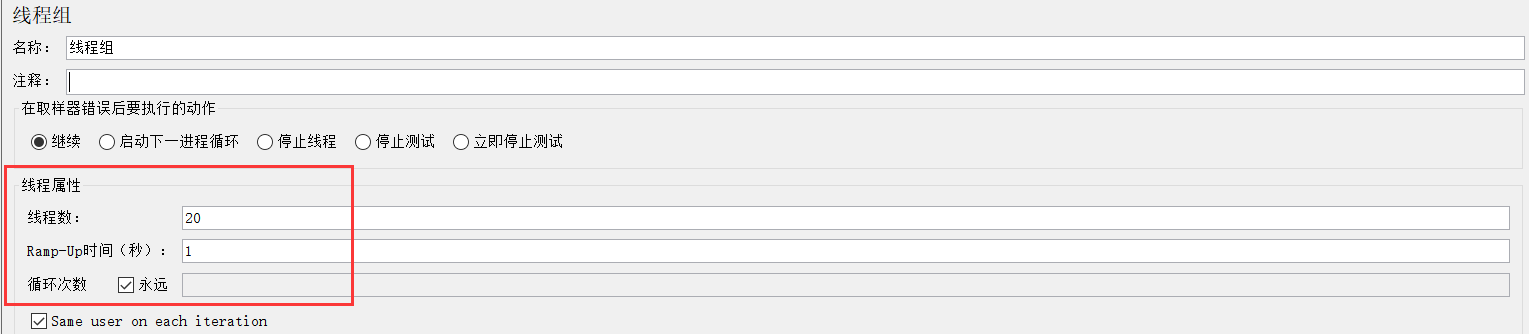 线程组
名称： 线程组
注释：
在取样器错误后要执行的动作
继续 启动下一进程循环 停止线程 停止测试 立即停止测试
线程属性
线程数： 20
Ramp-Up时间（秒）： 1
循环次数 永远
Same user on each iteration